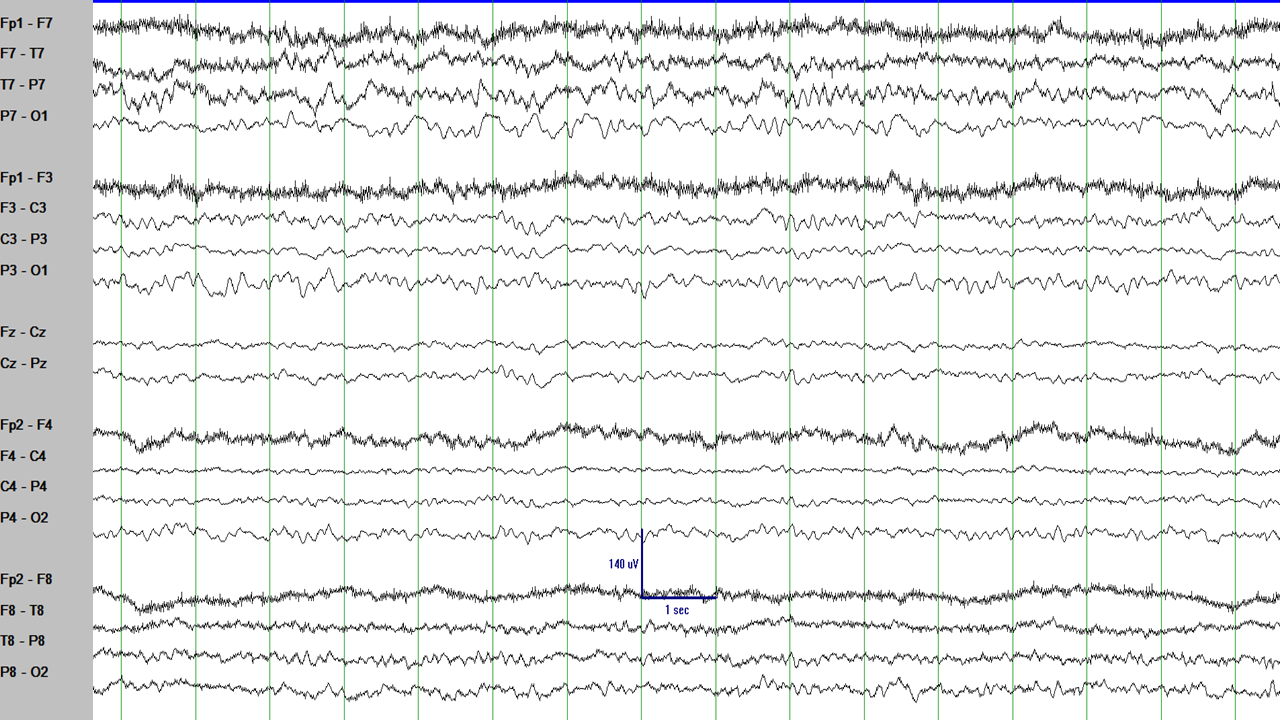 Fp1 - F7
F7 - T7
T7 - P7
P7 - O1
Fp1 - F3
F3 - C3
C3 - P3
P3 - O1
Fz - Cz
Cz - Pz
Fp2 - F4
F4 - C4
C4 - P4
P4 - O2
140 uV
Fp2 - F8
1 sec
F8 - T8
T8 - P8
P8 - O2